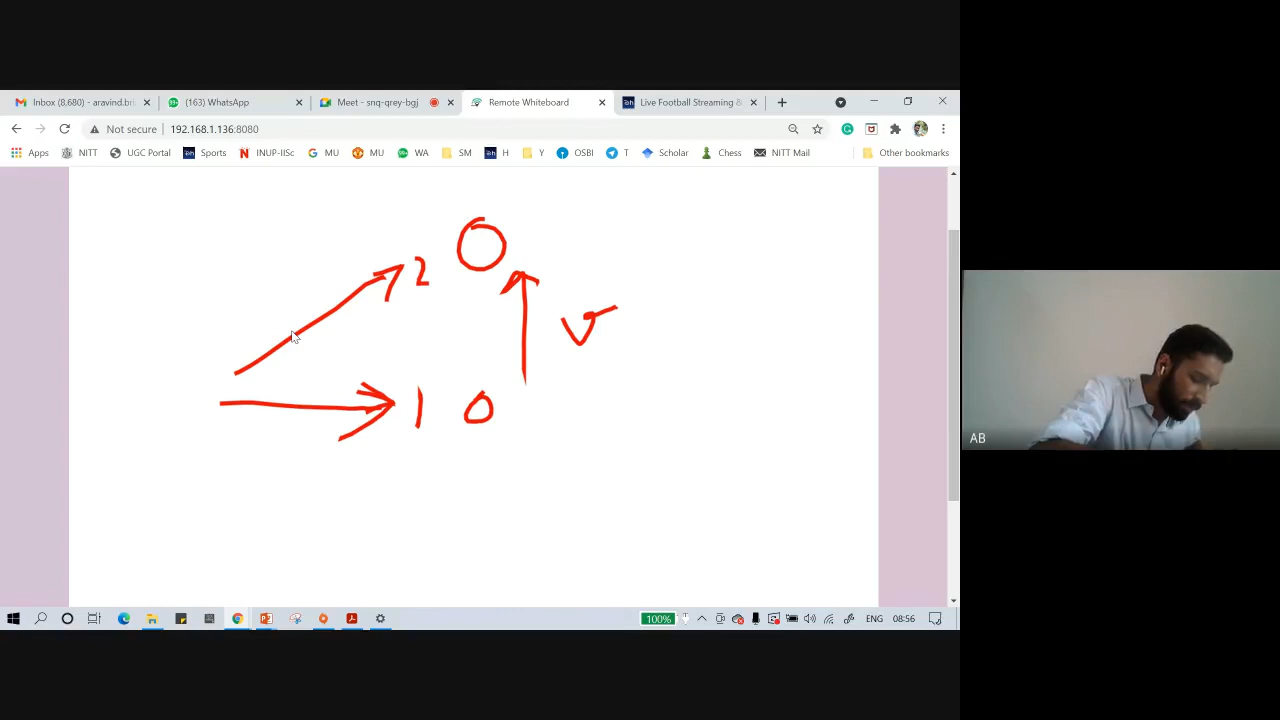 Inbox (8,680) - aravind.bri
(163) WhatsApp
Meet - snq-qrey-bgj
Remote Whiteboard
Live Football Streaming &
Not secure
192.168.1.136:8080
Apps
NITT
UGC Portal
Sports
INUP-IISc
MU
MU
WA
SM
H
Y
OSBI
T
Scholar
Chess
NITT Mail
Other bookmarks
2 O
V
1 0
AB
100%
ENG
08:56